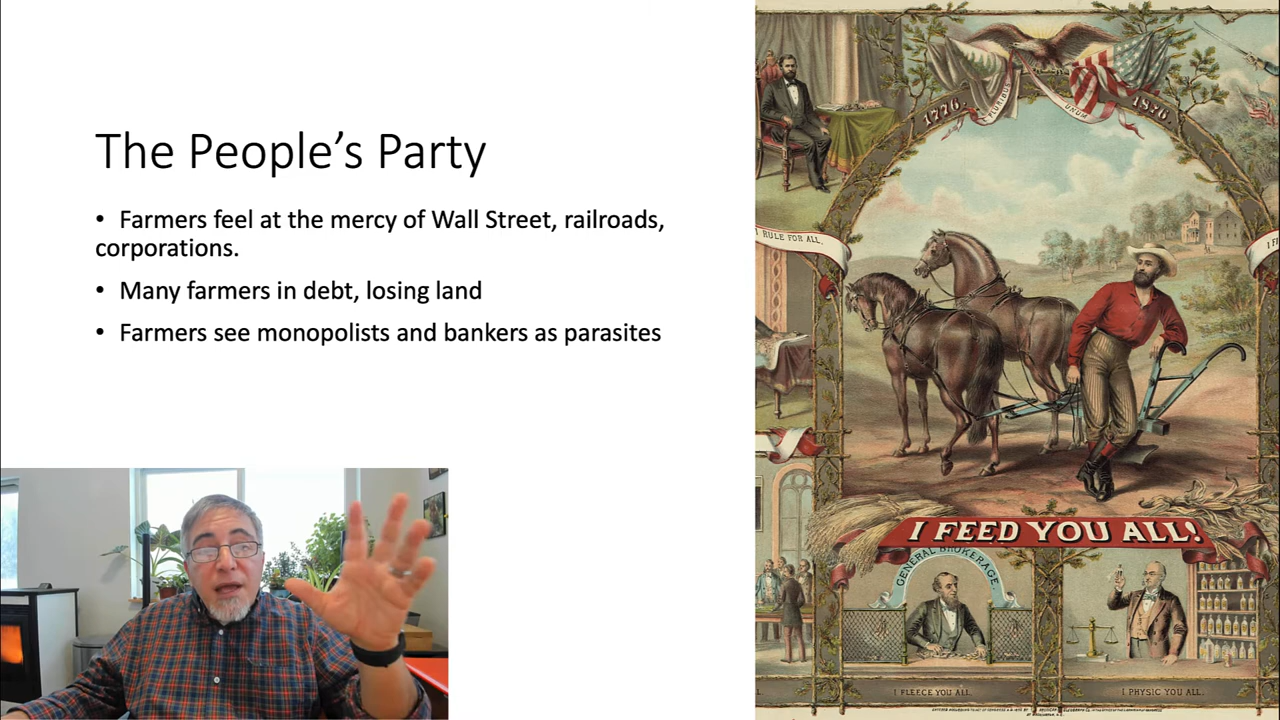 The People’s Party
• Farmers feel at the mercy of Wall Street, railroads,
corporations.
• Many farmers in debt, losing land
• Farmers see monopolists and bankers as parasites
1776.
PLURIBUS
UNUM
1876.
I RULE FOR ALL.
I FEED YOU ALL!
GENERAL BROKERAGE
I FLEECE YOU ALL.
I PHYSIC YOU ALL.